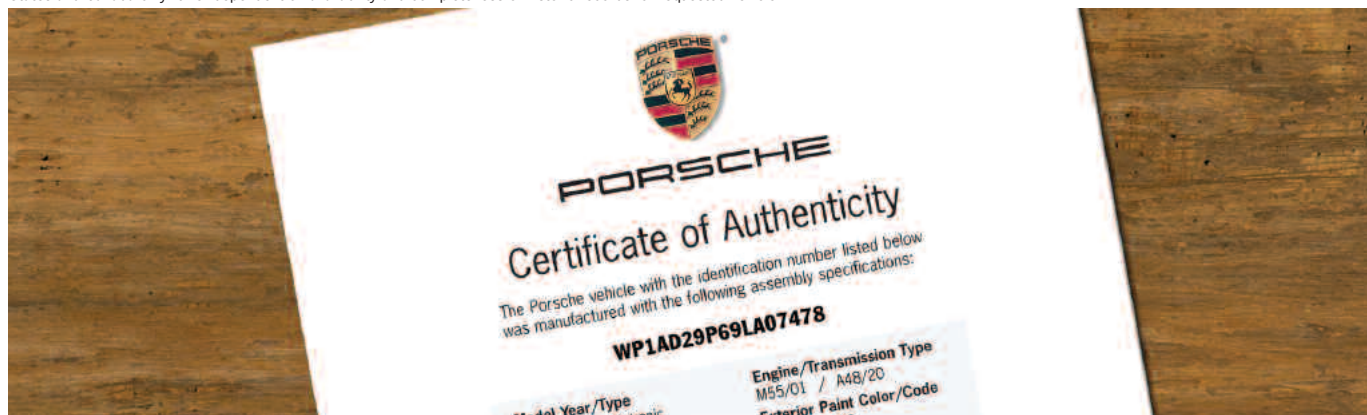 PORSCHE
PORSCHE
Certificate of Authenticity
The Porsche vehicle with the identification number listed below
was manufactured with the following assembly specifications:
WP1AD29P69LA07478
Engine/Transmission Type
M55/01 / A48/20
Model Year/Type
Exterior Paint Color/Code